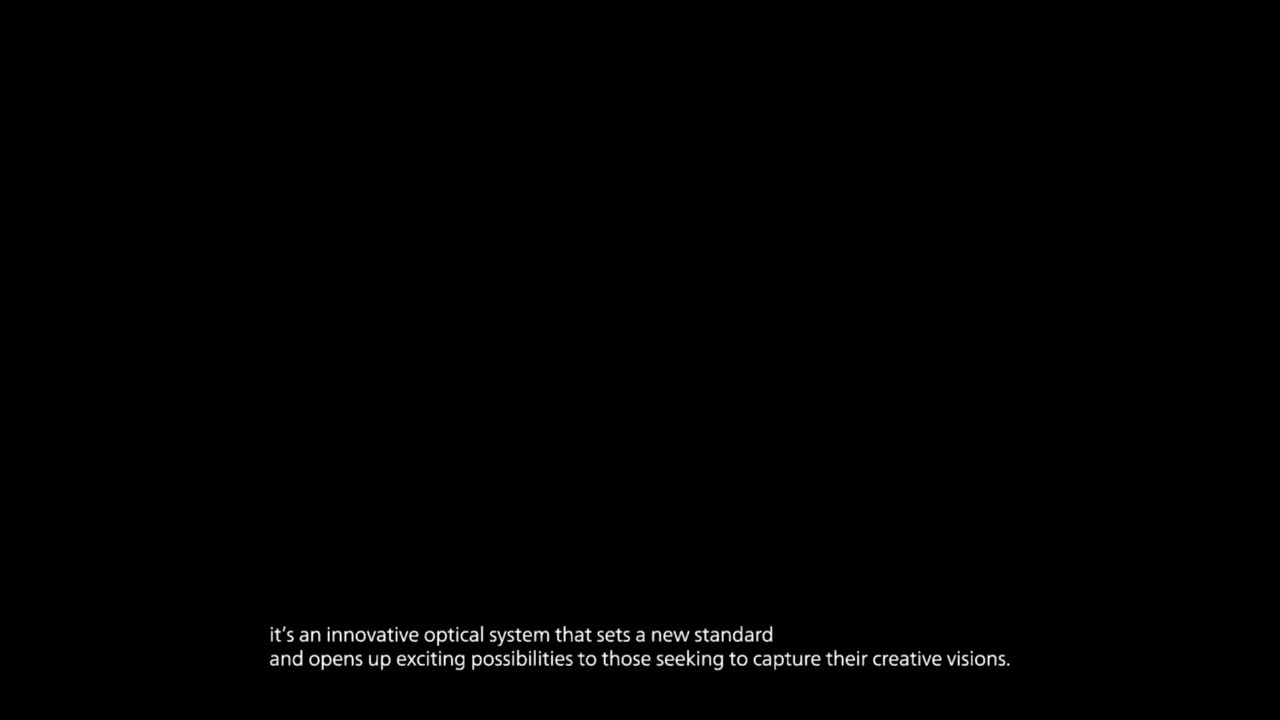 it's an innovative optical system that sets a new standard
and opens up exciting possibilities to those seeking to capture their creative visions.